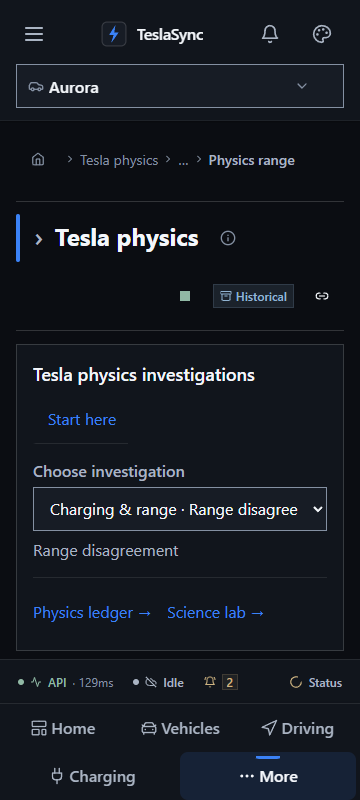 TeslaSync
Aurora
Tesla physics ... Physics range
Tesla physics
Historical
Tesla physics investigations
Start here
Choose investigation
Charging & range · Range disagree
Range disagreement
Physics ledger → Science lab →
API · 129ms Idle 2 Status
Home Vehicles Driving
Charging More